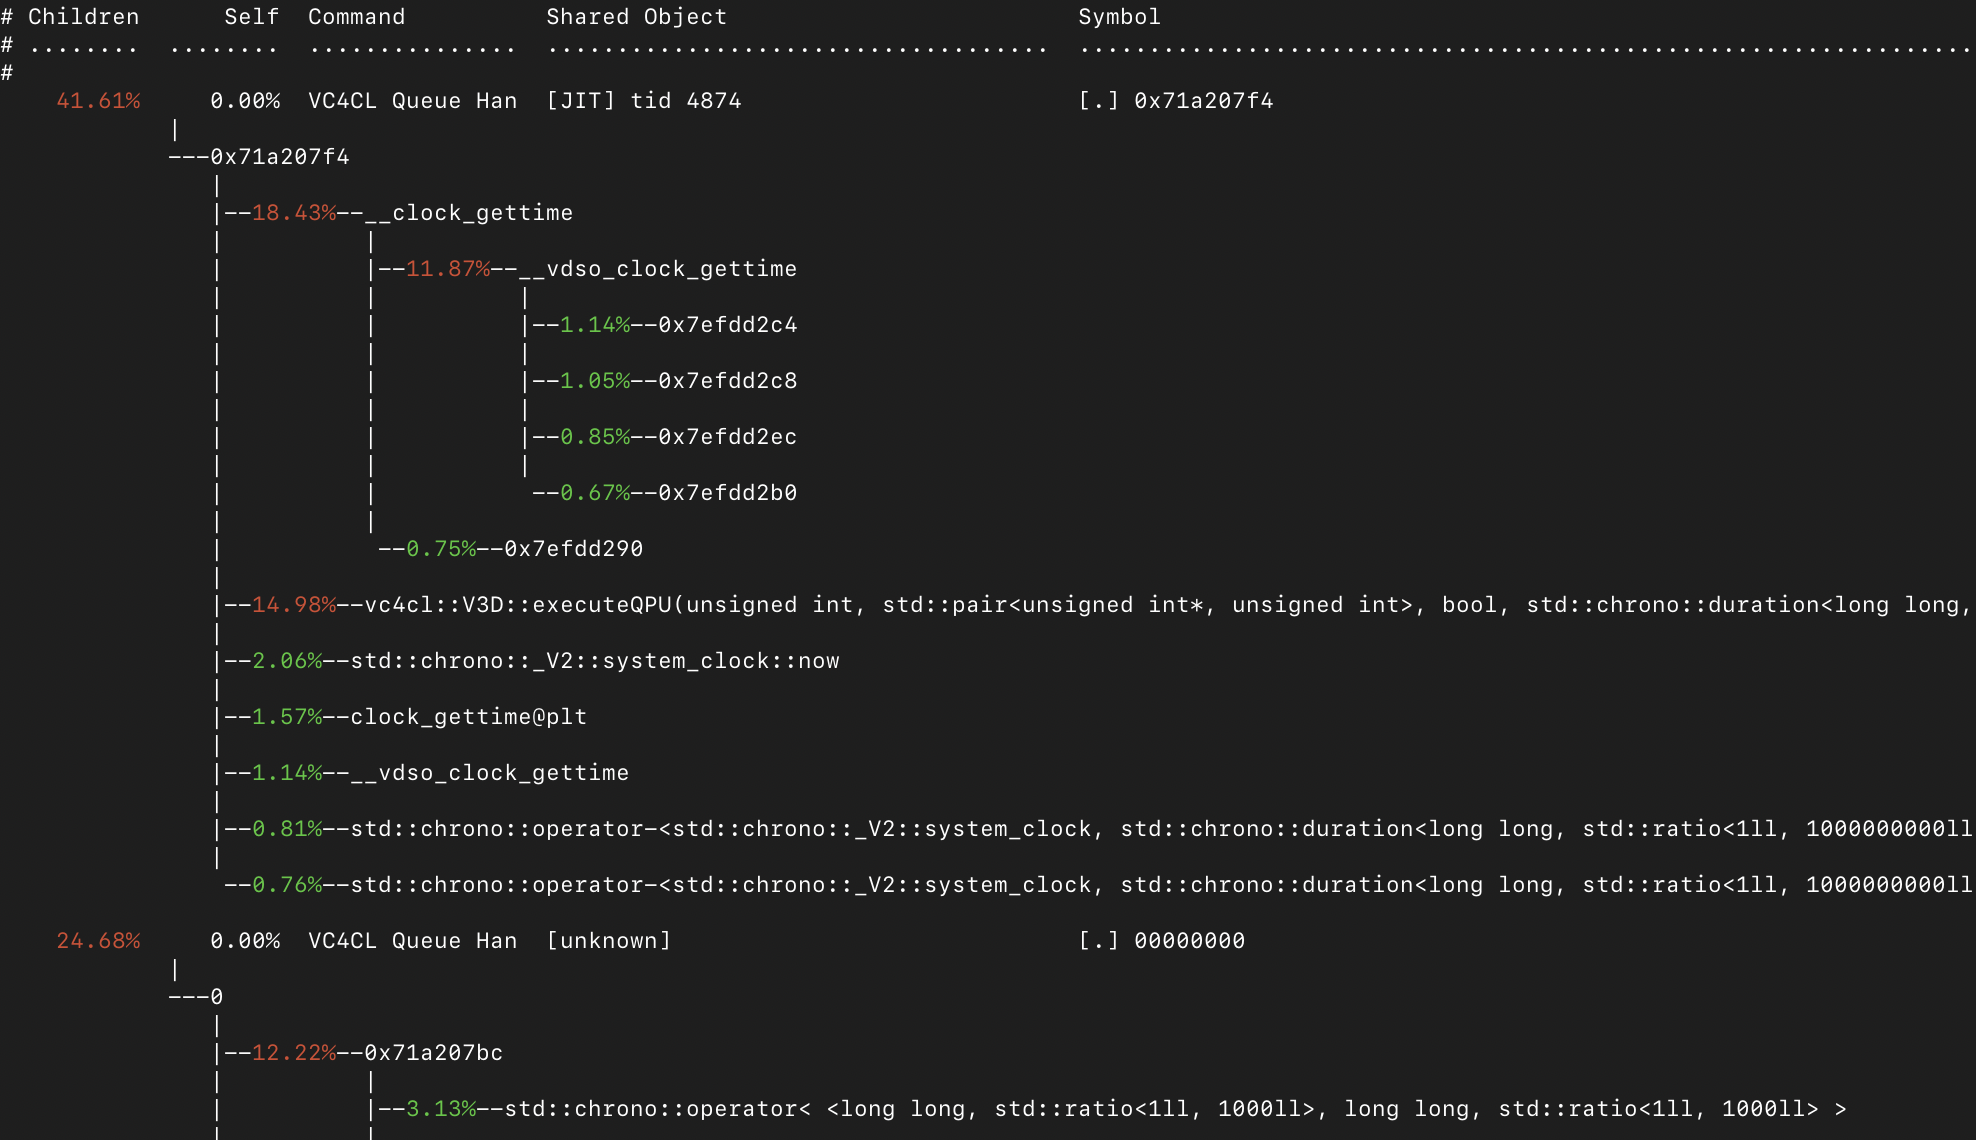 # Children      Self  Command          Shared Object                         Symbol
# ........  ........  ...............  ....................................  ................................................................
#
    41.61%     0.00%  VC4CL Queue Han  [JIT] tid 4874                        [.] 0x71a207f4
            |
            ---0x71a207f4
               |
               |--18.43%--__clock_gettime
               |          |
               |          |--11.87%--__vdso_clock_gettime
               |          |          |
               |          |          |--1.14%--0x7efdd2c4
               |          |          |
               |          |          |--1.05%--0x7efdd2c8
               |          |          |
               |          |          |--0.85%--0x7efdd2ec
               |          |          |
               |          |           --0.67%--0x7efdd2b0
               |          |
               |           --0.75%--0x7efdd290
               |
               |--14.98%--vc4cl::V3D::executeQPU(unsigned int, std::pair<unsigned int*, unsigned int>, bool, std::chrono::duration<long long,
               |
               |--2.06%--std::chrono::_V2::system_clock::now
               |
               |--1.57%--clock_gettime@plt
               |
               |--1.14%--__vdso_clock_gettime
               |
               |--0.81%--std::chrono::operator-<std::chrono::_V2::system_clock, std::chrono::duration<long long, std::ratio<1ll, 1000000000ll
               |
                --0.76%--std::chrono::operator-<std::chrono::_V2::system_clock, std::chrono::duration<long long, std::ratio<1ll, 1000000000ll

    24.68%     0.00%  VC4CL Queue Han  [unknown]                             [.] 00000000
            |
            ---0
               |
               |--12.22%--0x71a207bc
               |          |
               |          |--3.13%--std::chrono::operator< <long long, std::ratio<1ll, 1000ll>, long long, std::ratio<1ll, 1000ll> >
               |          |